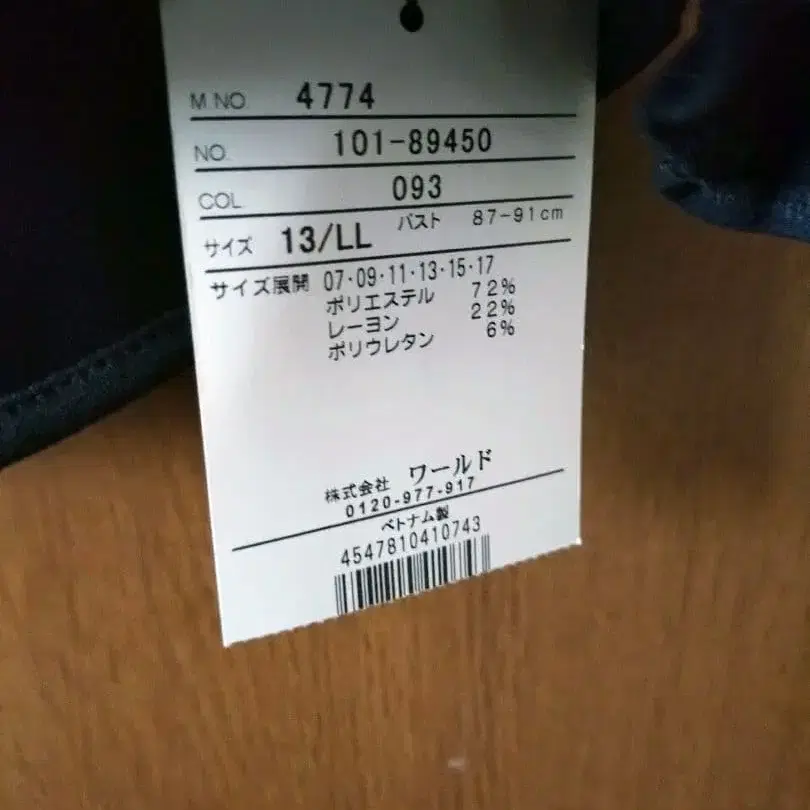 M.NO. 4774
NO. 101-89450
COL 093
サイズ 13/LL バスト 87-91cm
サイズ展開 07・09・11・13・15・17
ポリエステル 72%
レーヨン 22%
ポリウレタン 6%
株式会社 ワールド
0120-977-917
ベトナム製
4547810410743